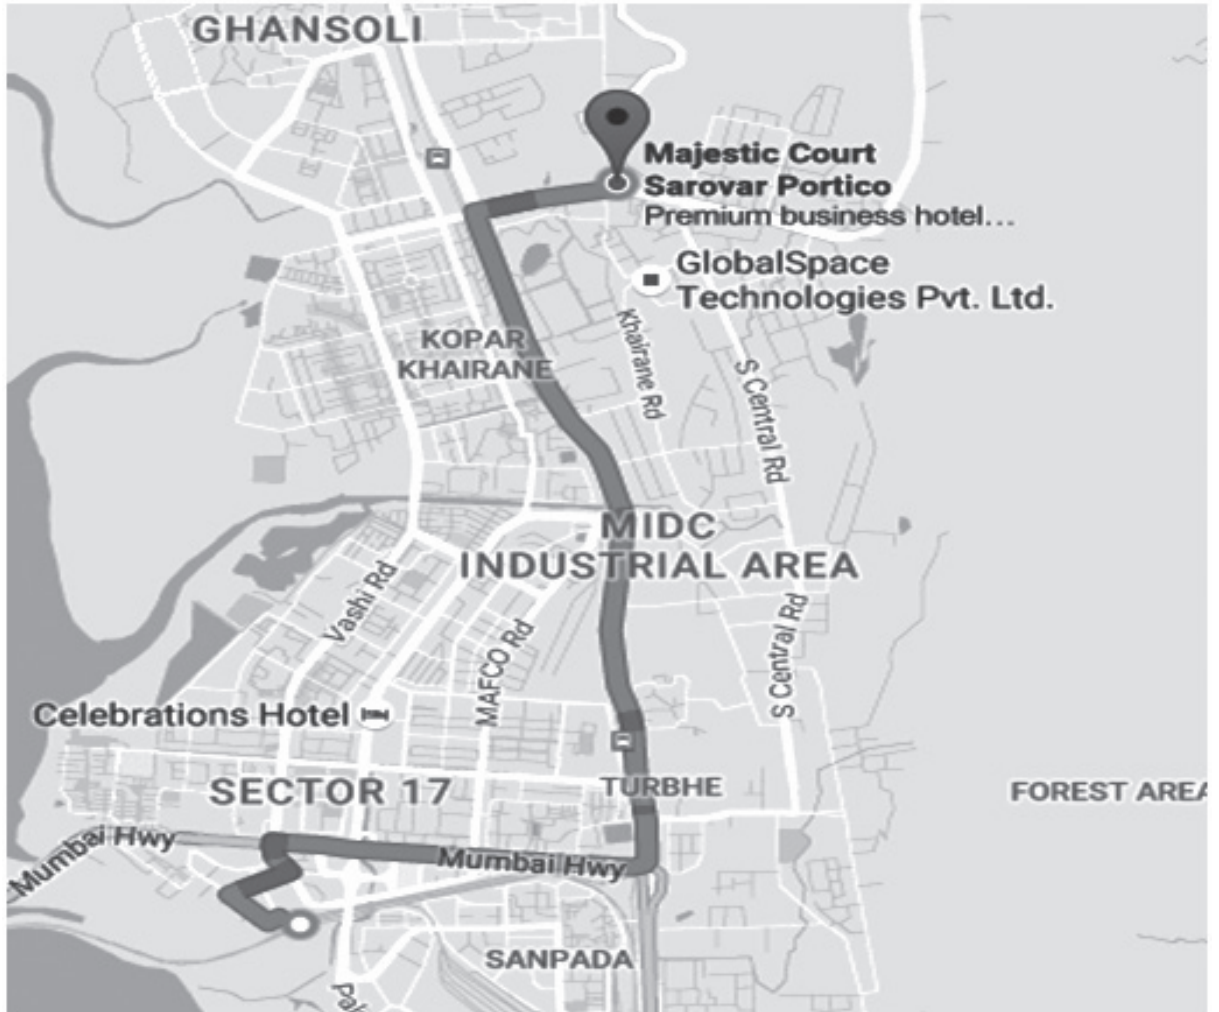 GHANSOLI
Majestic Court
Sarovar Portico
Premium business hotel...
GlobalSpace
Technologies Pvt. Ltd.
KOPAR
KHAIRANE
Khairane Rd
S Central Rd
MIDC
INDUSTRIAL AREA
Vashi Rd
MAFCO Rd
S Central Rd
Celebrations Hotel
SECTOR 17
TURBHE
FOREST AREA
Mumbai Hwy
Mumbai Hwy
SANPADA